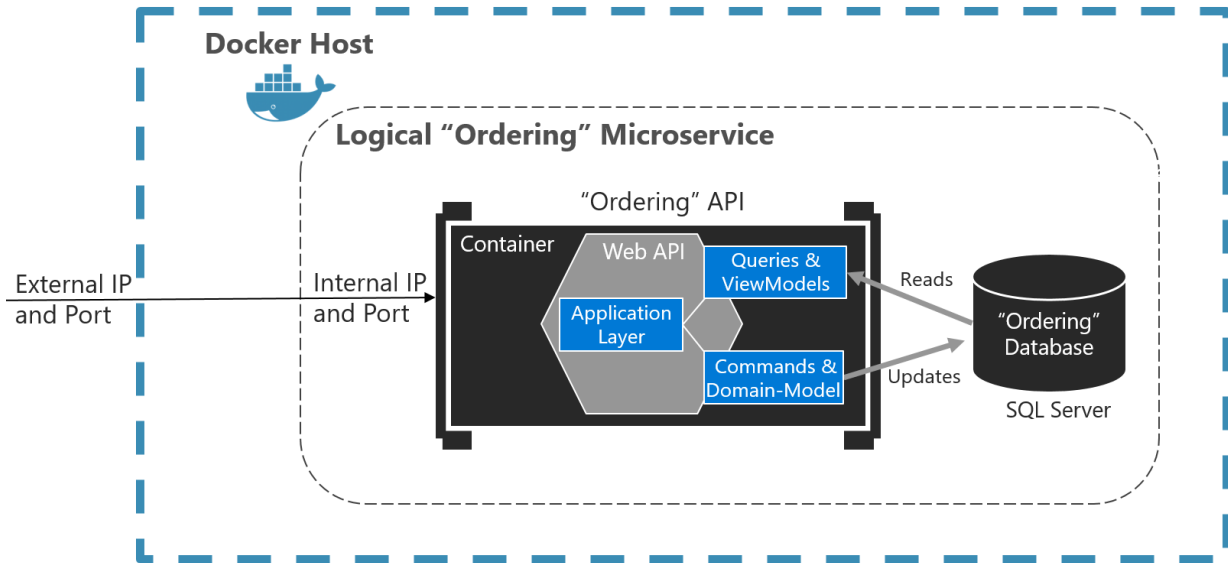 Docker Host
Logical “Ordering” Microservice
“Ordering” API
Container
Web API
Queries &
ViewModels
Application
Layer
Commands &
Domain-Model
External IP
and Port
Internal IP
and Port
Reads
Updates
“Ordering”
Database
SQL Server